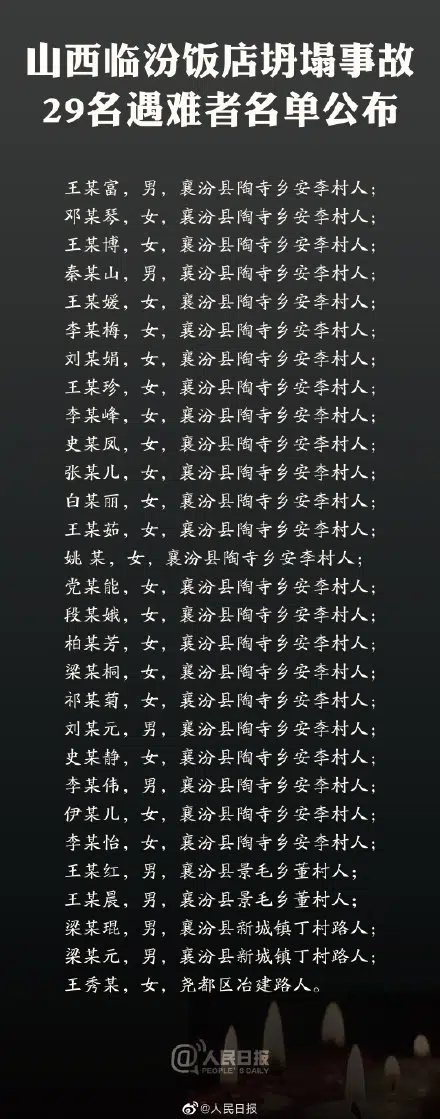 山西临汾饭店坍塌事故
29名遇难者名单公布
王某富，男，襄汾县陶寺乡安李村人；
邓某琴，女，襄汾县陶寺乡安李村人；
王某博，女，襄汾县陶寺乡安李村人；
秦某山，男，襄汾县陶寺乡安李村人；
王某媛，女，襄汾县陶寺乡安李村人；
李某梅，女，襄汾县陶寺乡安李村人；
刘某娟，女，襄汾县陶寺乡安李村人；
王某珍，女，襄汾县陶寺乡安李村人；
李某峰，女，襄汾县陶寺乡安李村人；
史某凤，女，襄汾县陶寺乡安李村人；
张某儿，女，襄汾县陶寺乡安李村人；
白某丽，女，襄汾县陶寺乡安李村人；
王某茹，女，襄汾县陶寺乡安李村人；
姚 某，女，襄汾县陶寺乡安李村人；
党某能，女，襄汾县陶寺乡安李村人；
段某娥，女，襄汾县陶寺乡安李村人；
柏某芳，女，襄汾县陶寺乡安李村人；
梁某桐，女，襄汾县陶寺乡安李村人；
祁某菊，女，襄汾县陶寺乡安李村人；
刘某元，男，襄汾县陶寺乡安李村人；
史某静，女，襄汾县陶寺乡安李村人；
李某伟，男，襄汾县陶寺乡安李村人；
伊某儿，女，襄汾县陶寺乡安李村人；
李某怡，女，襄汾县陶寺乡安李村人；
王某红，男，襄汾县景毛乡董村人；
王某晨，男，襄汾县景毛乡董村人；
梁某琨，男，襄汾县新城镇丁村路人；
梁某元，男，襄汾县新城镇丁村路人；
王秀某，女，尧都区冶建路人。
@人民日报
PEOPLE'S DAILY
@人民日报